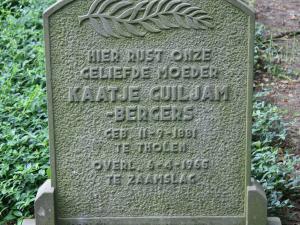 HIER RUST ONZE
GELIEFDE MOEDER
KAATJE GUILJAM
-BERGERS
GEB. 11-9-1881
TE THOLEN
OVERL. 6-4-1965
TE ZAAMSLAG